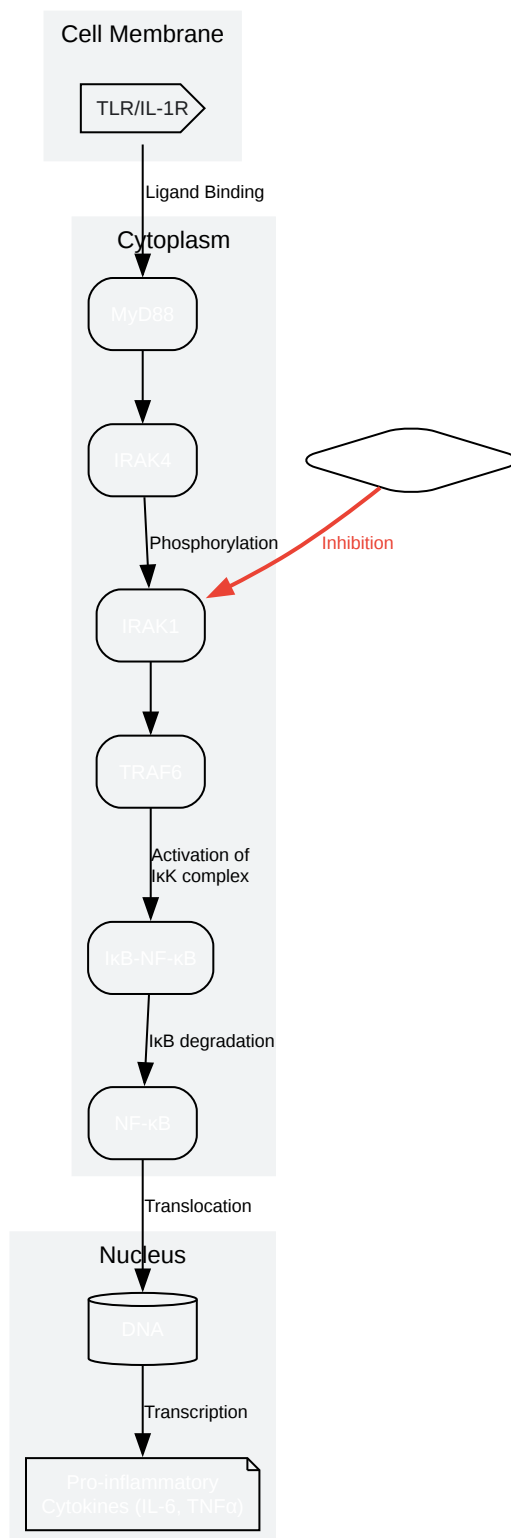 Cell Membrane
TLR/IL-1R
Ligand Binding
Cytoplasm
MyD88
IRAK4
Phosphorylation
Inhibition
IRAK1
TRAF6
Activation of
IκK complex
IκB-NF-κB
IκB degradation
NF-κB
Translocation
Nucleus
DNA
Transcription
Pro-inflammatory
Cytokines (IL-6, TNFα)